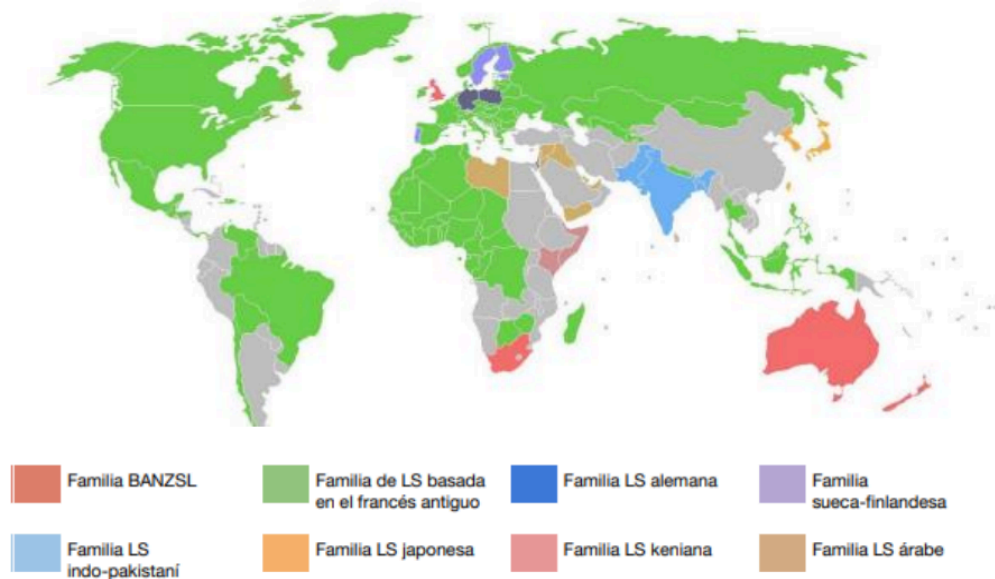 Familia BANZSL
Familia de LS basada
en el francés antiguo
Familia LS alemana
Familia
sueca-finlandesa
Familia LS
indo-pakistaní
Familia LS japonesa
Familia LS keniana
Familia LS árabe